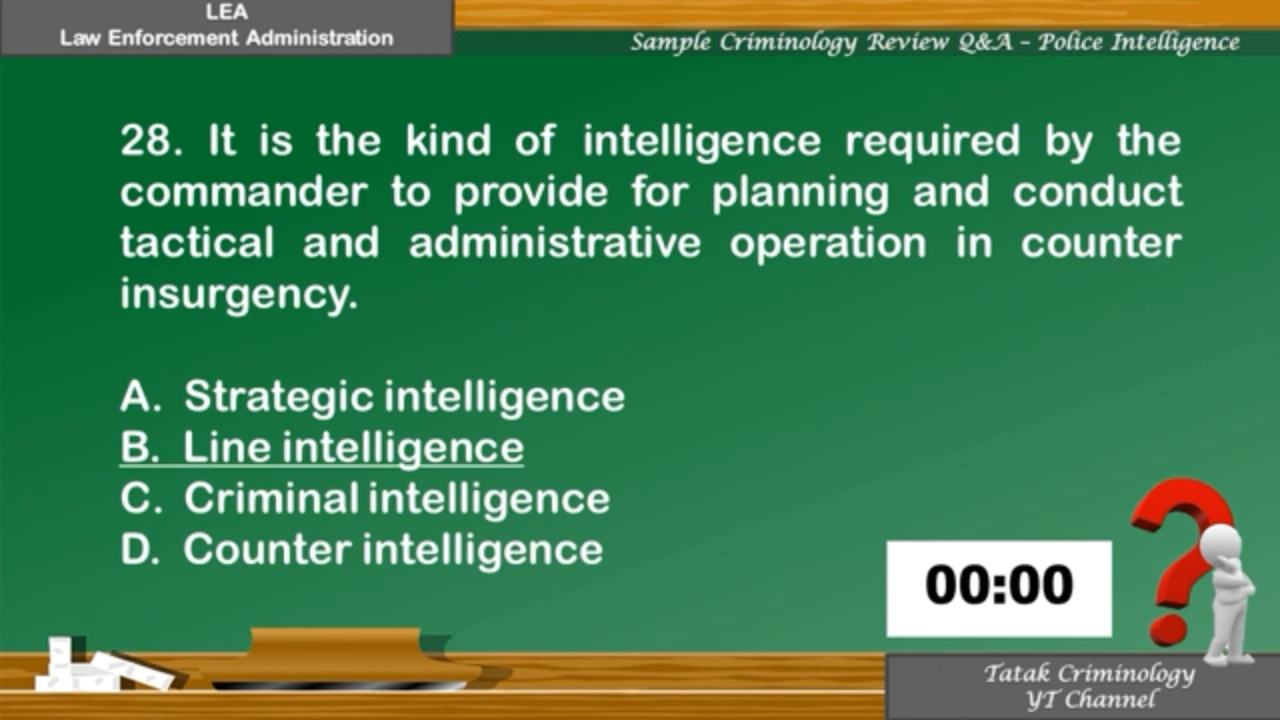 LEA
Law Enforcement Administration
Sample Criminology Review Q&A – Police Intelligence
28. It is the kind of intelligence required by the
commander to provide for planning and conduct
tactical and administrative operation in counter
insurgency.
A. Strategic intelligence
B. Line intelligence
C. Criminal intelligence
D. Counter intelligence
00:00
Tatak Criminology
YT Channel